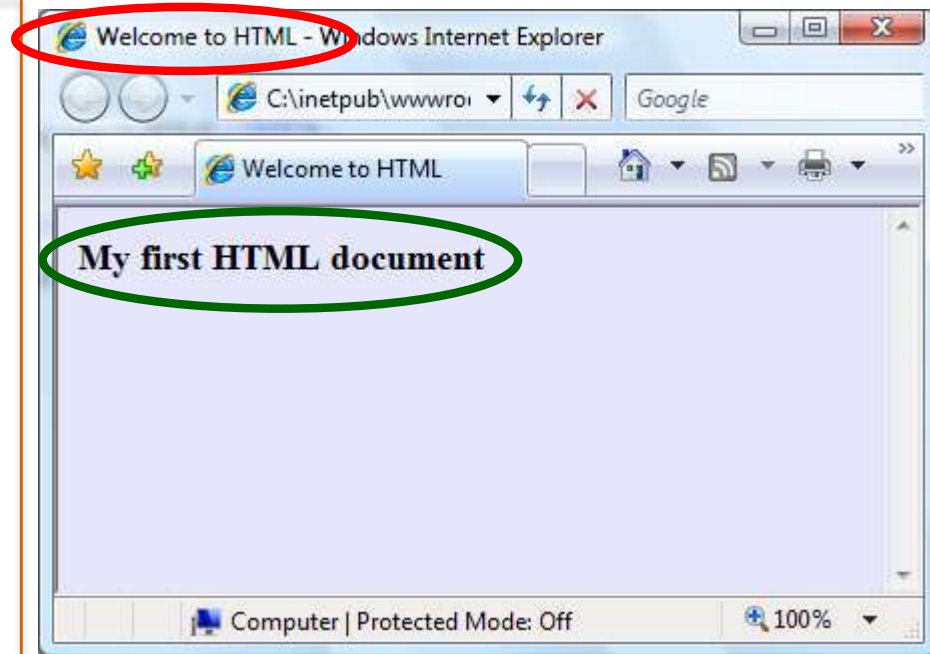 Welcome to HTML - Windows Internet Explorer
C:\inetpub\wwwro Google
Welcome to HTML
My first HTML document
Computer | Protected Mode: Off 100%